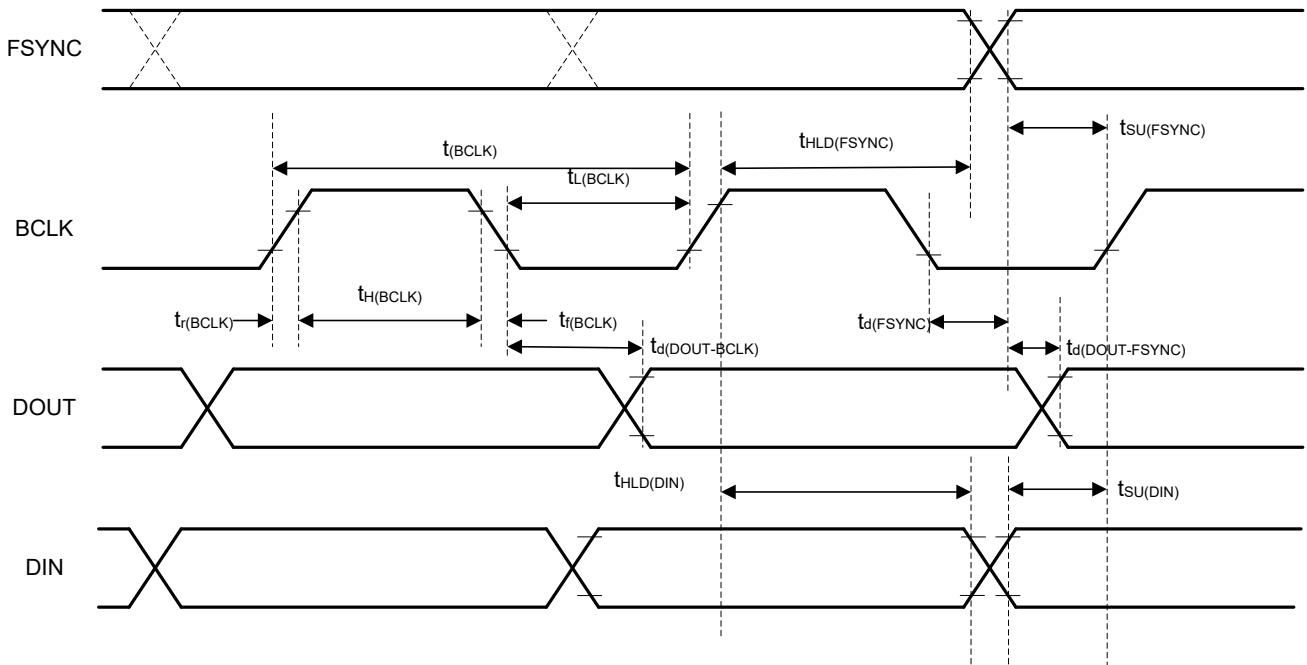 FSYNC
tSU(FSYNC)
t(BCLK)
tHLD(FSYNC)
tL(BCLK)
BCLK
tH(BCLK)
tr(BCLK)
tf(BCLK)
td(FSYNC)
td(DOUT-BCLK)
td(DOUT-FSYNC)
DOUT
tHLD(DIN)
tSU(DIN)
DIN